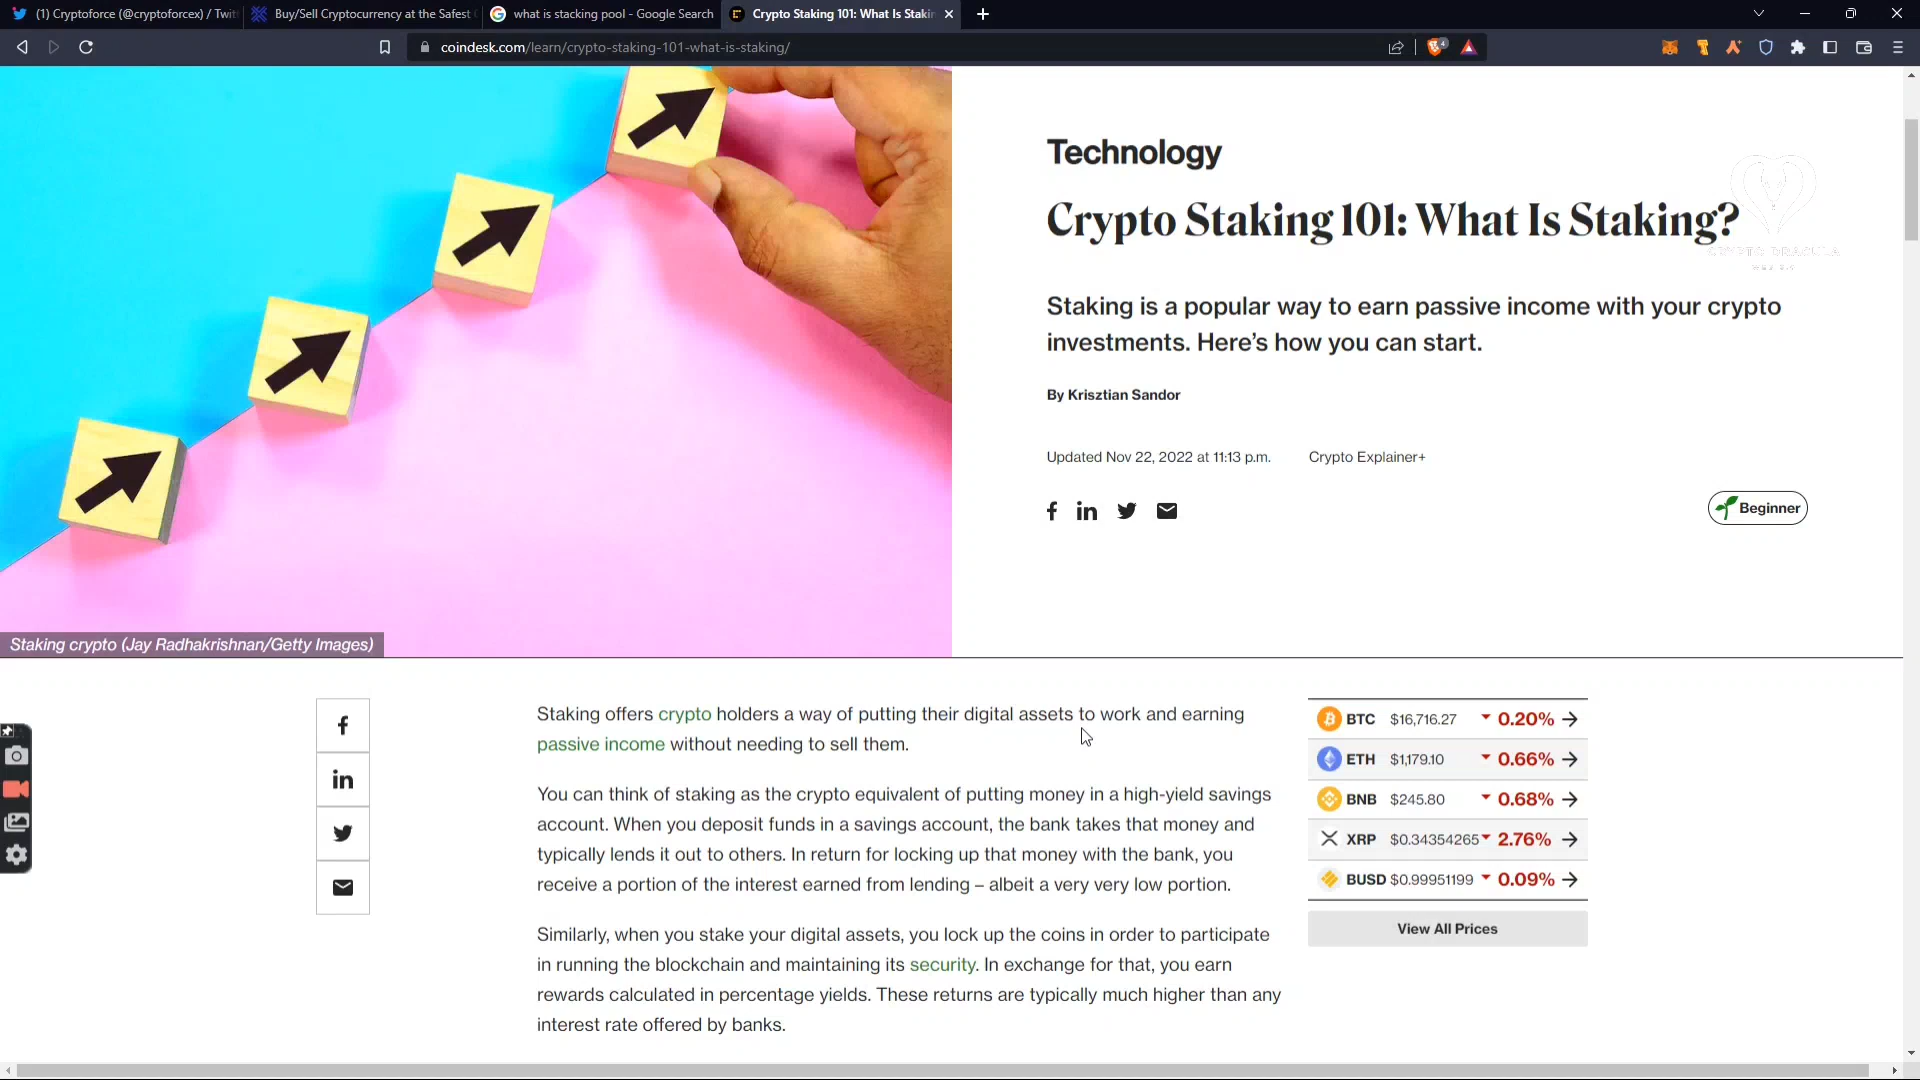 (1) Cryptoforce (@cryptoforcex) / Twitt
Buy/Sell Cryptocurrency at the Safest
what is stacking pool - Google Search
Crypto Staking 101: What Is Stakin
coindesk.com/learn/crypto-staking-101-what-is-staking/
4
Technology
Crypto Staking 101: What Is Staking?
CRYPTO DRACULA
WEB 3.0
Staking is a popular way to earn passive income with your crypto
investments. Here's how you can start.
By Krisztian Sandor
Updated Nov 22, 2022 at 11:13 p.m.
Crypto Explainer+
Beginner
Staking crypto (Jay Radhakrishnan/Getty Images)
Staking offers crypto holders a way of putting their digital assets to work and earning
passive income without needing to sell them.
You can think of staking as the crypto equivalent of putting money in a high-yield savings
account. When you deposit funds in a savings account, the bank takes that money and
typically lends it out to others. In return for locking up that money with the bank, you
receive a portion of the interest earned from lending – albeit a very very low portion.
Similarly, when you stake your digital assets, you lock up the coins in order to participate
in running the blockchain and maintaining its security. In exchange for that, you earn
rewards calculated in percentage yields. These returns are typically much higher than any
interest rate offered by banks.
BTC $16,716.27 0.20%
ETH $1,179.10 0.66%
BNB $245.80 0.68%
XRP $0.34354265 2.76%
BUSD $0.99951199 0.09%
View All Prices